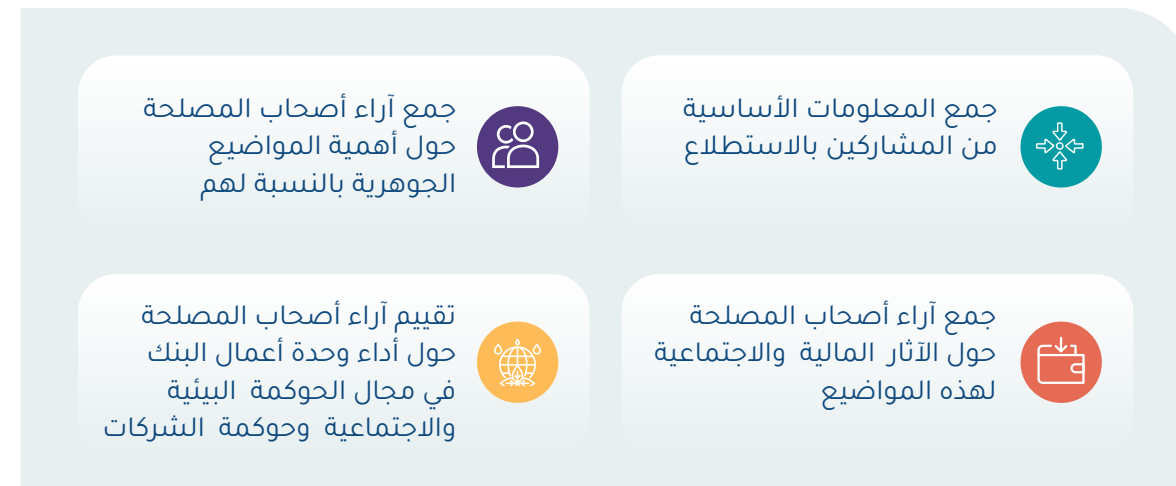 جمع المعلومات الأساسية
من المشاركين بالاستطلاع
جمع آراء أصحاب المصلحة
حول أهمية المواضيع
الجوهرية بالنسبة لهم
جمع آراء أصحاب المصلحة
حول الآثار المالية والاجتماعية
لهذه المواضيع
تقييم آراء أصحاب المصلحة
حول أداء وحدة أعمال البنك
في مجال الحوكمة البيئية
والاجتماعية وحوكمة الشركات